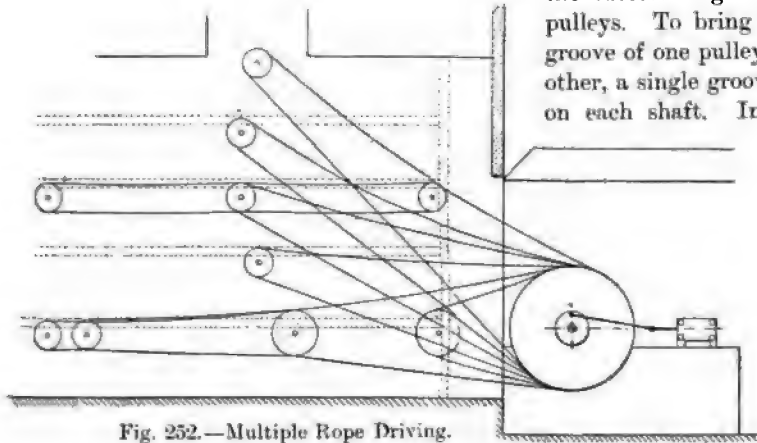 pulleys. To bring
groove of one pulley
other, a single groov
on each shaft. In
Fig. 252.—Multiple Rope Driving.